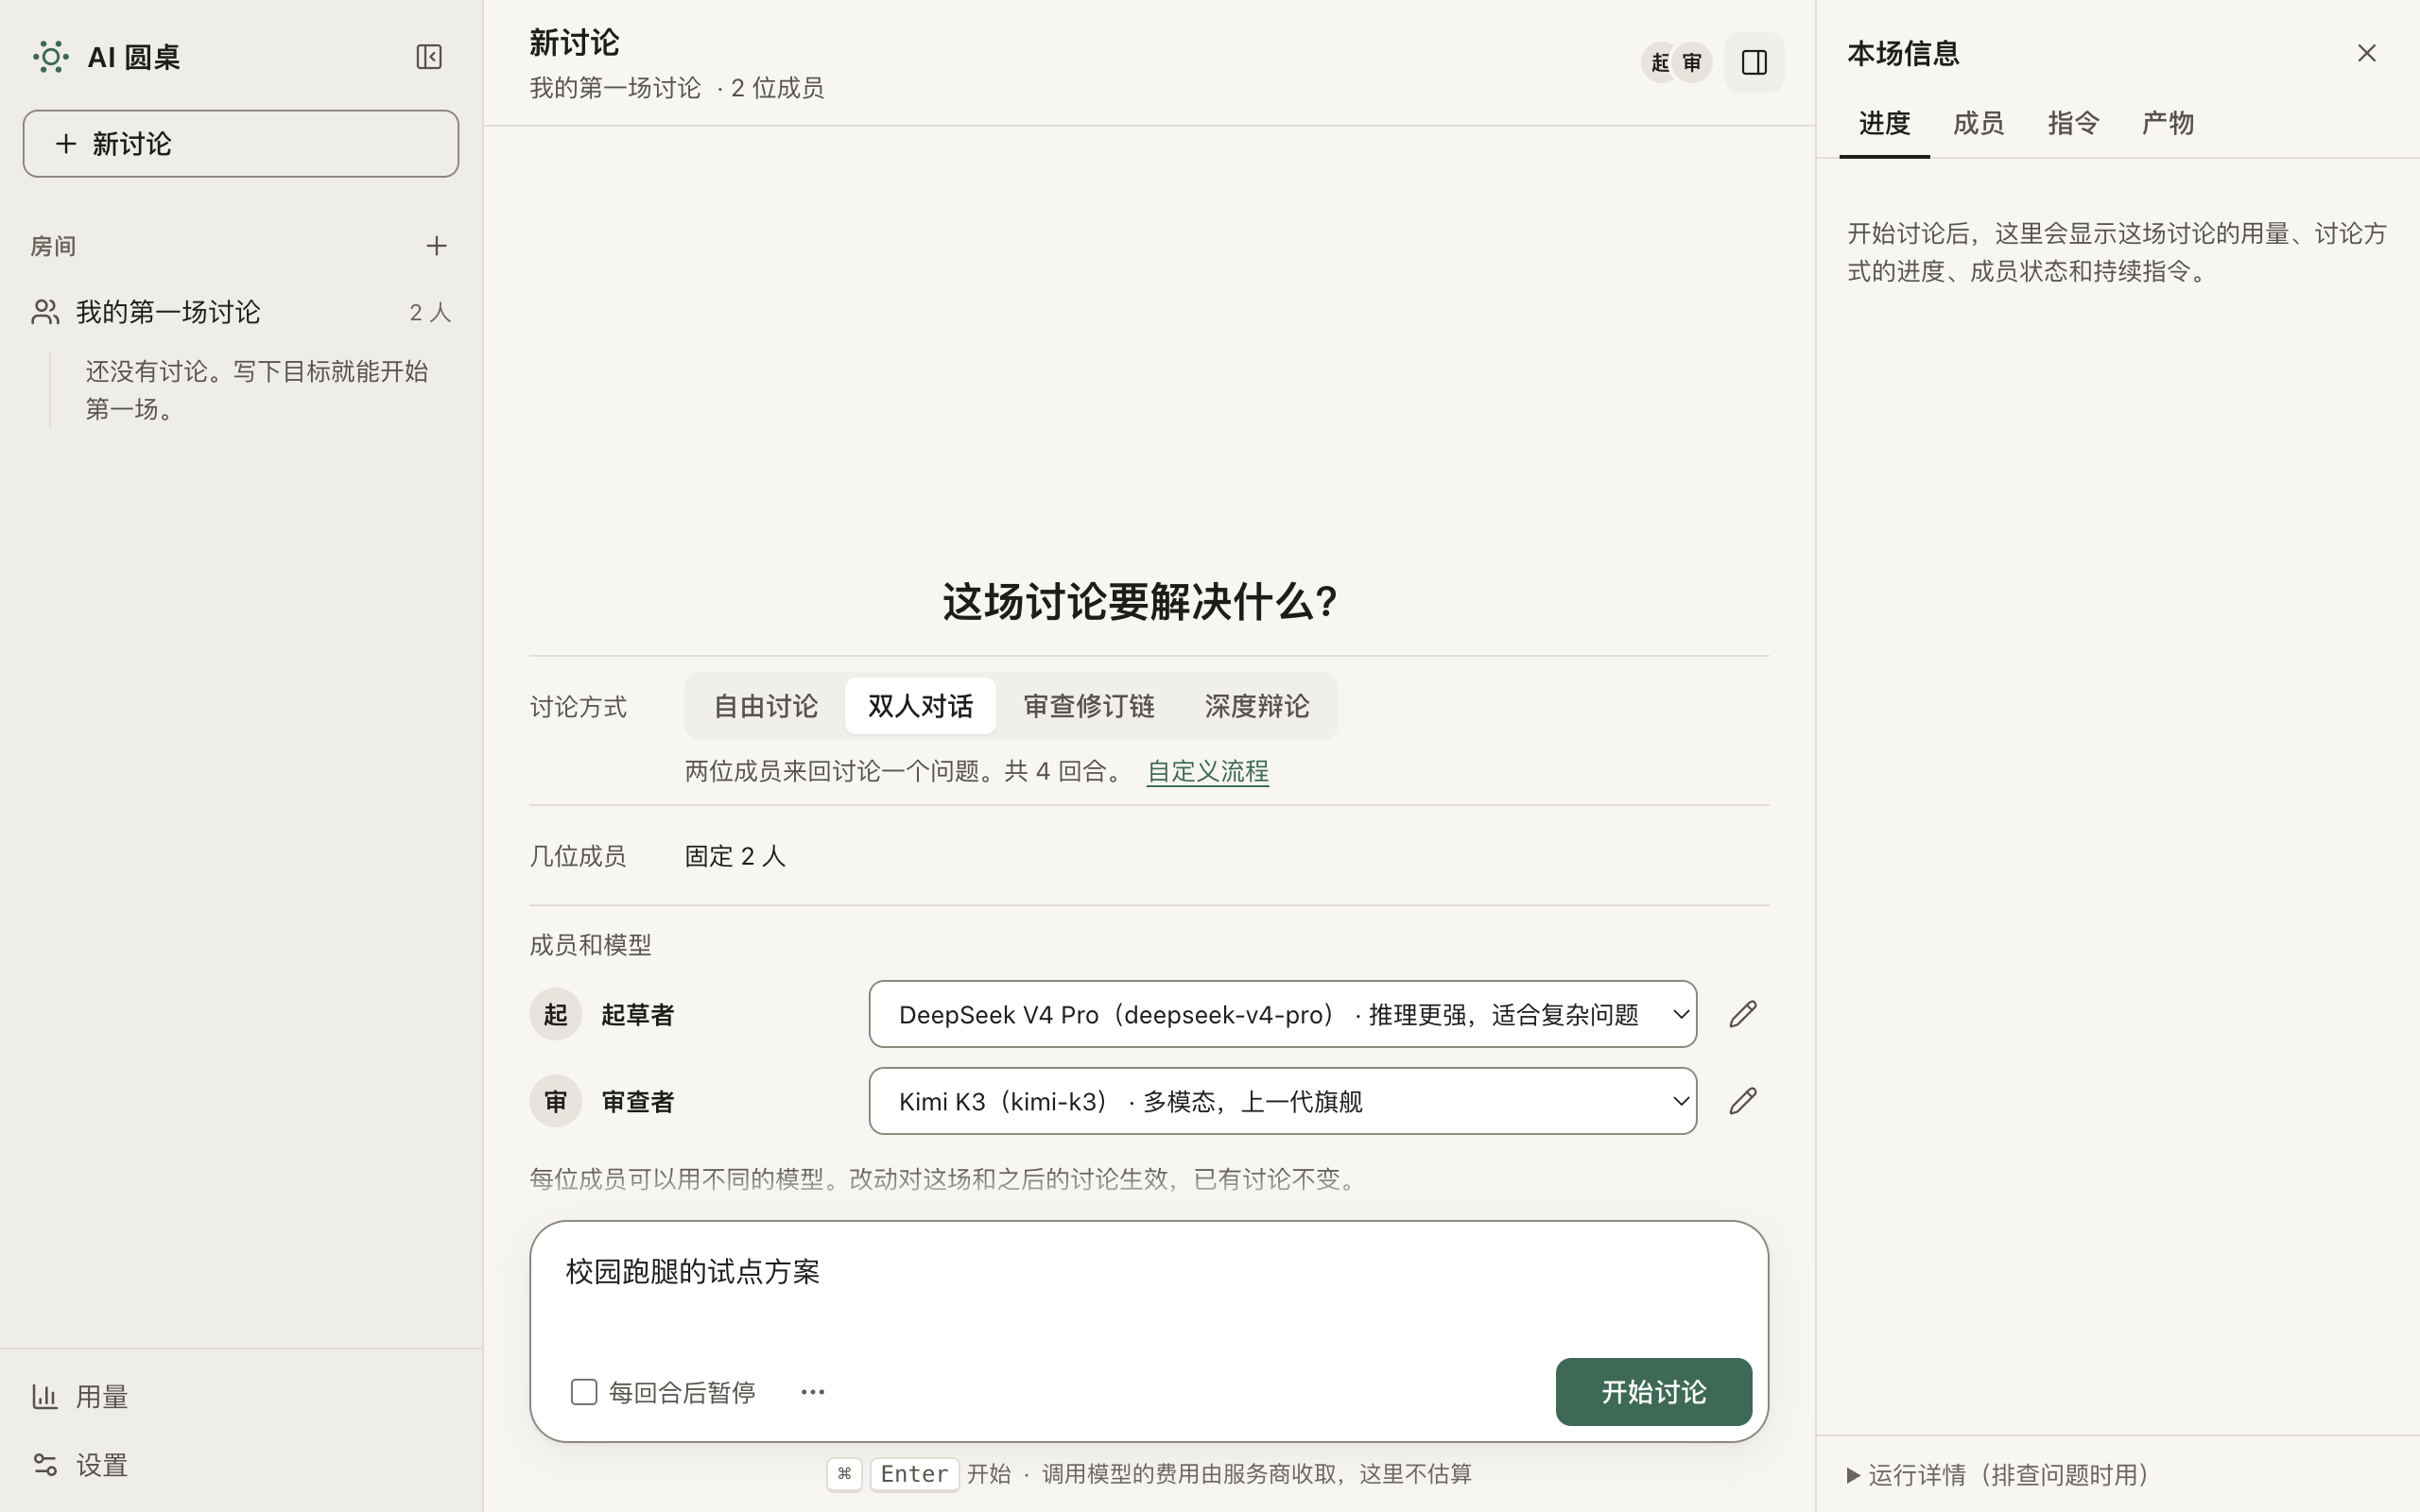 AI 圆桌
新讨论
房间
我的第一场讨论
2 人
还没有讨论。写下目标就能开始
第一场。
用量
设置
新讨论
我的第一场讨论 · 2 位成员
起 审
这场讨论要解决什么?
讨论方式
自由讨论 双人对话 审查修订链 深度辩论
两位成员来回讨论一个问题。共 4 回合。 自定义流程
几位成员 固定 2 人
成员和模型
起 起草者 DeepSeek V4 Pro（deepseek-v4-pro） · 推理更强，适合复杂问题
审 审查者 Kimi K3（kimi-k3） · 多模态，上一代旗舰
每位成员可以用不同的模型。改动对这场和之后的讨论生效，已有讨论不变。
校园跑腿的试点方案
每回合后暂停 ···
开始讨论
⌘ Enter 开始 · 调用模型的费用由服务商收取，这里不估算
本场信息
进度 成员 指令 产物
开始讨论后，这里会显示这场讨论的用量、讨论方
式的进度、成员状态和持续指令。
运行详情（排查问题时用）